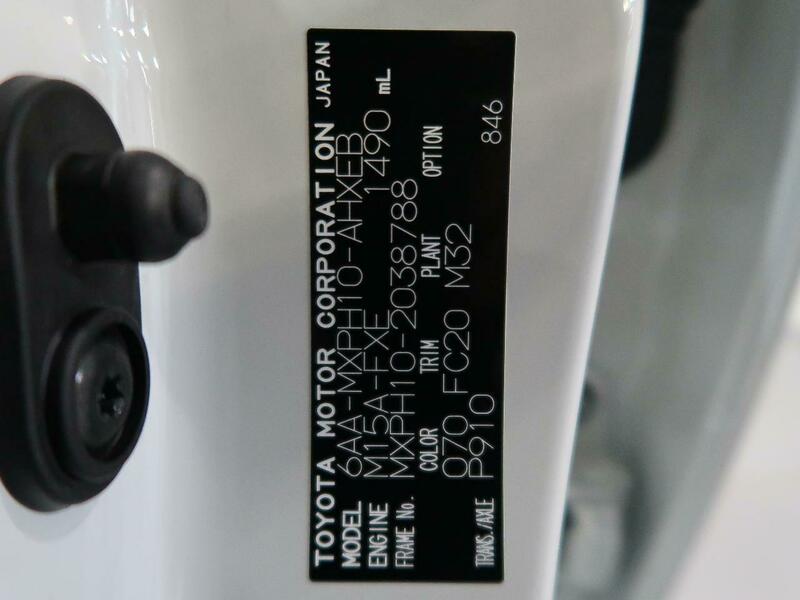 TOYOTA MOTOR CORPORATION JAPAN
MODEL 6AA-MXPH10-AHXEB
ENGINE M15A-FXE 1490 mL
FRAME No. MXPH10-2038788
COLOR TRIM PLANT OPTION
070 FC20 M32
TRANS./AXLE P910 846